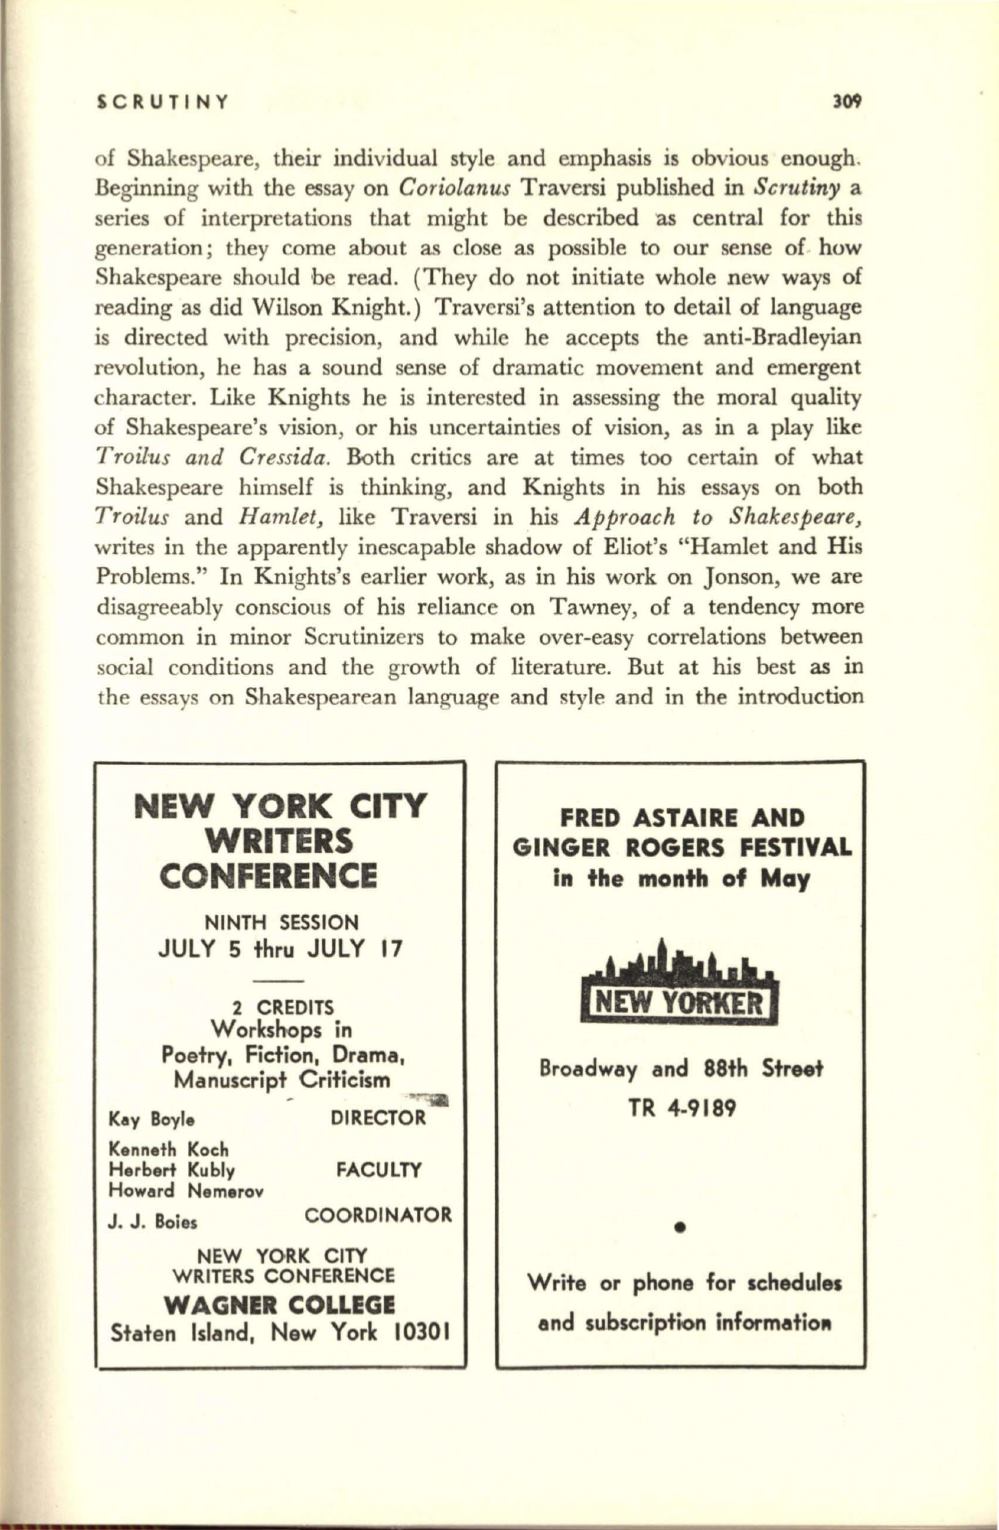 SCRUTINY 309
of Shakespeare, their individual style and emphasis is obvious enough.
Beginning with the essay on Coriolanus Traversi published in Scrutiny a
series of interpretations that might be described as central for this
generation; they come about as close as possible to our sense of how
Shakespeare should be read. (They do not initiate whole new ways of
reading as did Wilson Knight.) Traversi's attention to detail of language
is directed with precision, and while he accepts the anti-Bradleyian
revolution, he has a sound sense of dramatic movement and emergent
character. Like Knights he is interested in assessing the moral quality
of Shakespeare's vision, or his uncertainties of vision, as in a play like
Troilus and Cressida. Both critics are at times too certain of what
Shakespeare himself is thinking, and Knights in his essays on both
Troilus and Hamlet, like Traversi in his Approach to Shakespeare,
writes in the apparently inescapable shadow of Eliot's "Hamlet and His
Problems." In Knights's earlier work, as in his work on Jonson, we are
disagreeably conscious of his reliance on Tawney, of a tendency more
common in minor Scrutinizers to make over-easy correlations between
social conditions and the growth of literature. But at his best as in
the essays on Shakespearean language and style and in the introduction
NEW YORK CITY
WRITERS
CONFERENCE
NINTH SESSION
JULY 5 thru JULY 17
2 CREDITS
Workshops in
Poetry, Fiction, Drama,
Manuscript Criticism
Kay Boyle DIRECTOR
Kenneth Koch
Herbert Kubly FACULTY
Howard Nemerov
J. J. Boies COORDINATOR
NEW YORK CITY
WRITERS CONFERENCE
WAGNER COLLEGE
Staten Island, New York 10301
FRED ASTAIRE AND
GINGER ROGERS FESTIVAL
in the month of May
NEW YORKER
Broadway and 88th Street
TR 4-9189
Write or phone for schedules
and subscription information